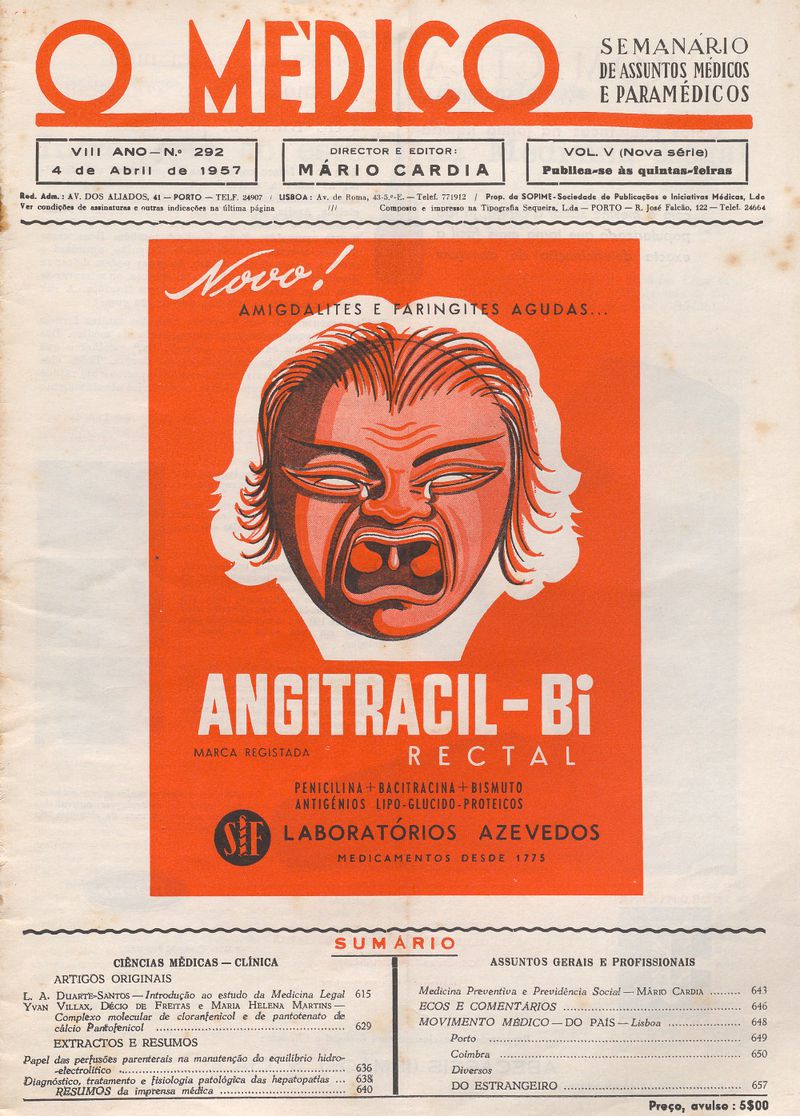 O MÉDICO
SEMANÁRIO
DE ASSUNTOS MÉDICOS
E PARAMÉDICOS
VIII ANO — N.º 292
4 de Abril de 1957
DIRECTOR E EDITOR:
MÁRIO CARDIA
VOL. V (Nova série)
Publica-se às quintas-feiras
Red. Adm.: AV. DOS ALIADOS, 41 — PORTO — TELF. 24907 / LISBOA: Av. de Roma, 43-5.º-E. — Telef. 771912 / Prop. da SOPIME-Sociedade de Publicações e Iniciativas Médicas, L.da
Ver condições de assinaturas e outras indicações na última página /// Composto e impresso na Tipografia Sequeira, L.da — PORTO — R. José Falcão, 122 — Telef. 24664
Novo!
AMIGDALITES E FARINGITES AGUDAS...
ANGITRACIL-Bi
MARCA REGISTADA
RECTAL
PENICILINA + BACITRACINA + BISMUTO
ANTIGÉNIOS LIPO-GLUCIDO-PROTEICOS
SIF
LABORATÓRIOS AZEVEDOS
MEDICAMENTOS DESDE 1775
SUMÁRIO
CIÊNCIAS MÉDICAS — CLÍNICA
ARTIGOS ORIGINAIS
L. A. DUARTE-SANTOS — Introdução ao estudo da Medicina Legal 615
YVAN VILLAX, DÉCIO DE FREITAS e MARIA HELENA MARTINS —
Complexo molecular de cloranfenicol e de pantotenato de
cálcio Pantofenicol ........ 629
EXTRACTOS E RESUMOS
Papel das perfusões parenterais na manutenção do equilíbrio hidro-
-electrolítico ........ 636
Diagnóstico, tratamento e fisiologia patológica das hepatopatias ... 638
RESUMOS da imprensa médica ........ 640
ASSUNTOS GERAIS E PROFISSIONAIS
Medicina Preventiva e Previdência Social — MÁRIO CARDIA ........ 643
ECOS E COMENTÁRIOS ........ 646
MOVIMENTO MÉDICO — DO PAÍS — Lisboa ........ 648
Porto ........ 649
Coimbra ........ 650
Diversos
DO ESTRANGEIRO ........ 657
Preço, avulso: 5$00